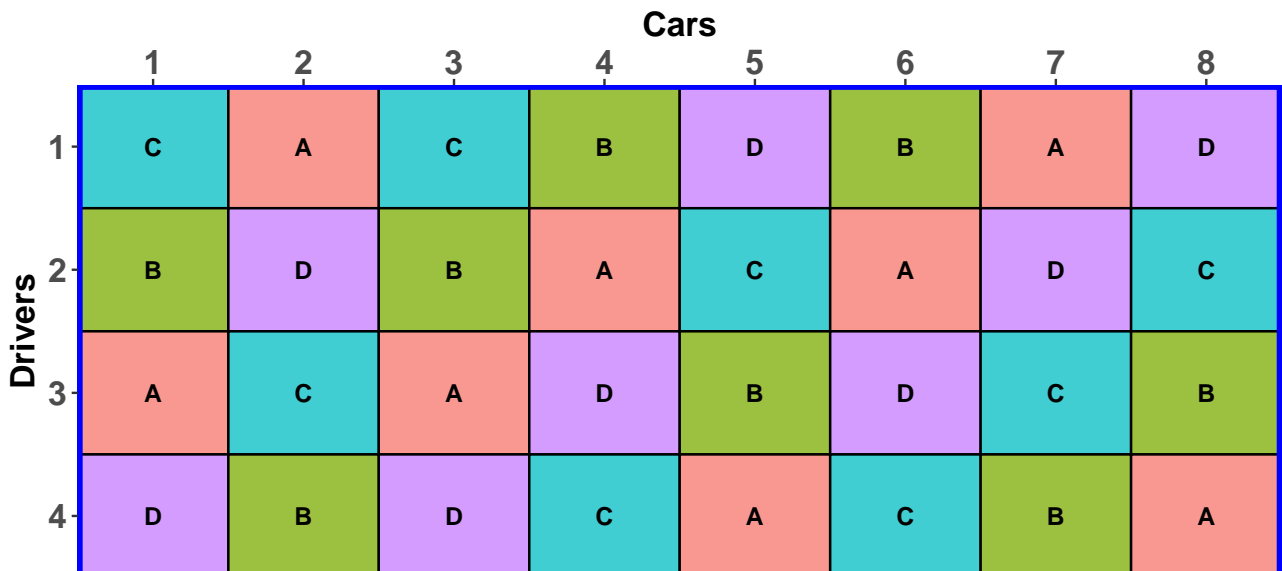 Cars
1 2 3 4 5 6 7 8
Drivers
1 C A C B D B A D
2 B D B A C A D C
3 A C A D B D C B
4 D B D C A C B A